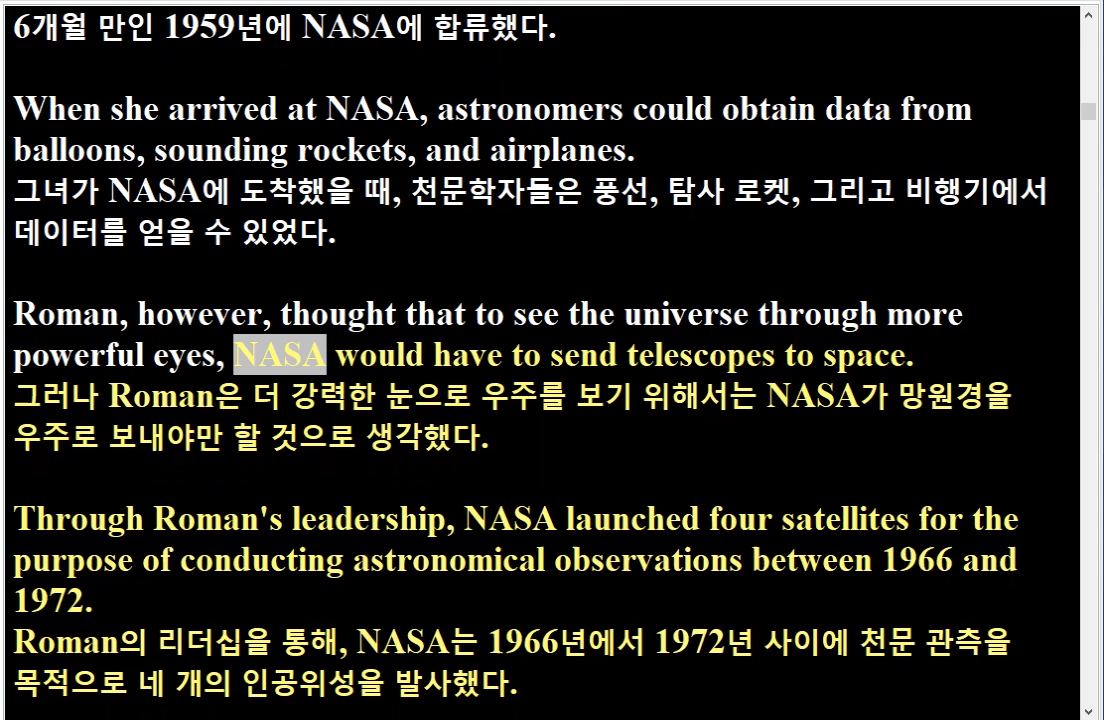 6개월 만인 1959년에 NASA에 합류했다.
When she arrived at NASA, astronomers could obtain data from
balloons, sounding rockets, and airplanes.
그녀가 NASA에 도착했을 때, 천문학자들은 풍선, 탐사 로켓, 그리고 비행기에서
데이터를 얻을 수 있었다.
Roman, however, thought that to see the universe through more
powerful eyes, NASA would have to send telescopes to space.
그러나 Roman은 더 강력한 눈으로 우주를 보기 위해서는 NASA가 망원경을
우주로 보내야만 할 것으로 생각했다.
Through Roman's leadership, NASA launched four satellites for the
purpose of conducting astronomical observations between 1966 and
1972.
Roman의 리더십을 통해, NASA는 1966년에서 1972년 사이에 천문 관측을
목적으로 네 개의 인공위성을 발사했다.